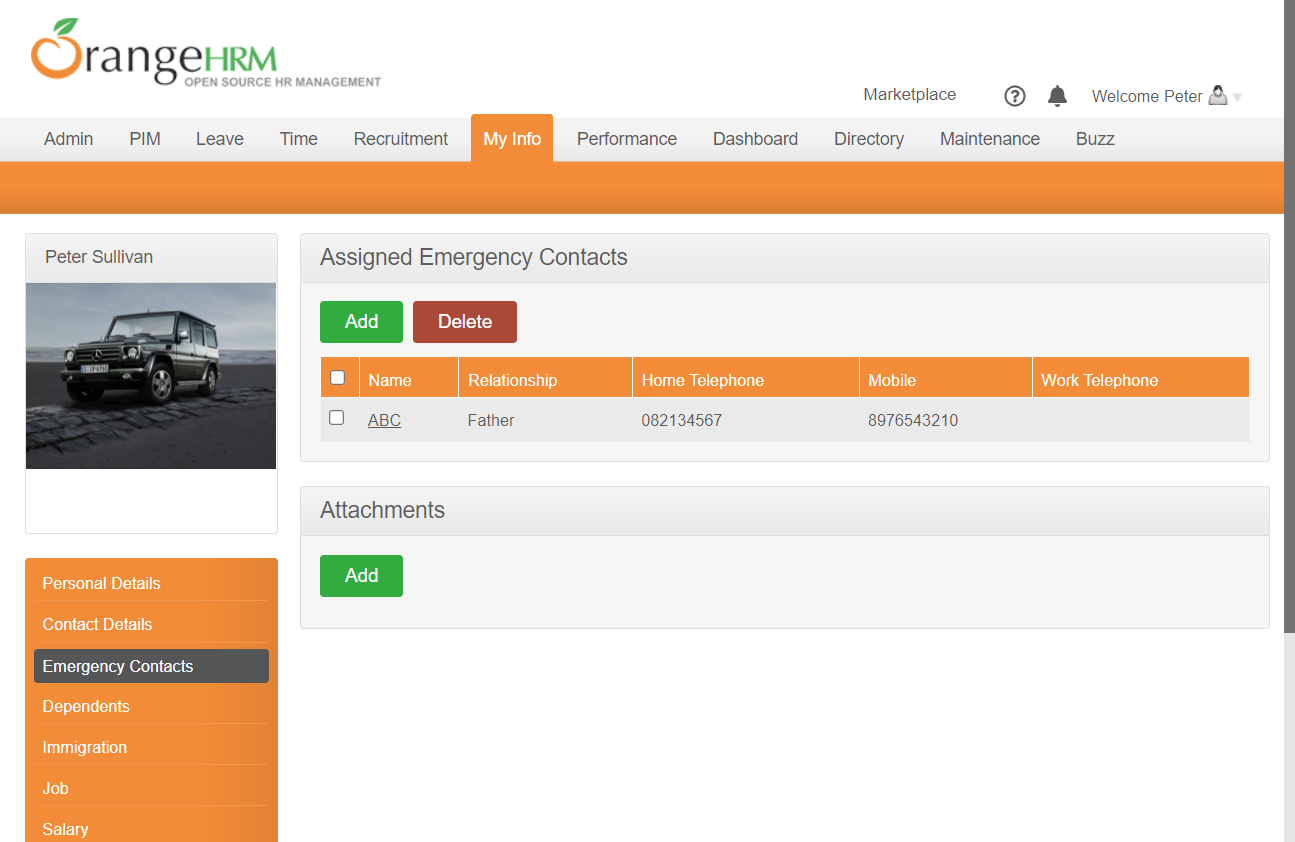 OrangeHRM
OPEN SOURCE HR MANAGEMENT
Marketplace
? Welcome Peter
Admin PIM Leave Time Recruitment My Info Performance Dashboard Directory Maintenance Buzz
Peter Sullivan
Assigned Emergency Contacts
Add Delete
Name Relationship Home Telephone Mobile Work Telephone
ABC Father 082134567 8976543210
Attachments
Add
Personal Details
Contact Details
Emergency Contacts
Dependents
Immigration
Job
Salary